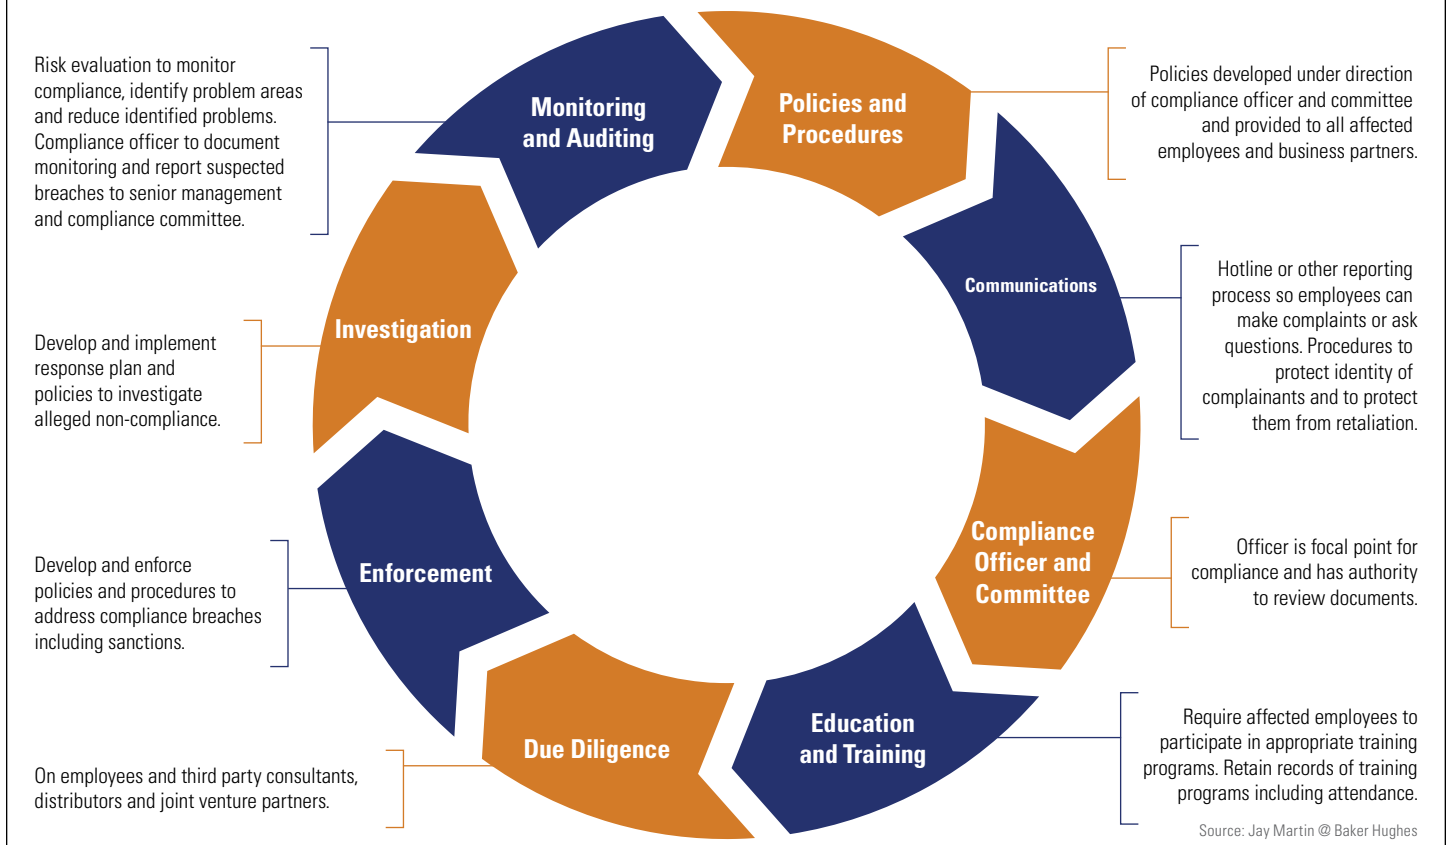 Risk evaluation to monitor
compliance, identify problem areas
and reduce identified problems.
Compliance officer to document
monitoring and report suspected
breaches to senior management
and compliance committee.
Monitoring
and Auditing
Policies and
Procedures
Policies developed under direction
of compliance officer and committee
and provided to all affected
employees and business partners.
Communications
Hotline or other reporting
process so employees can
make complaints or ask
questions. Procedures to
protect identity of
complainants and to protect
them from retaliation.
Develop and implement
response plan and
policies to investigate
alleged non-compliance.
Investigation
Compliance
Officer and
Committee
Officer is focal point for
compliance and has authority
to review documents.
Develop and enforce
policies and procedures to
address compliance breaches
including sanctions.
Enforcement
Education
and Training
Require affected employees to
participate in appropriate training
programs. Retain records of training
programs including attendance.
On employees and third party consultants,
distributors and joint venture partners.
Due Diligence
Source: Jay Martin @ Baker Hughes